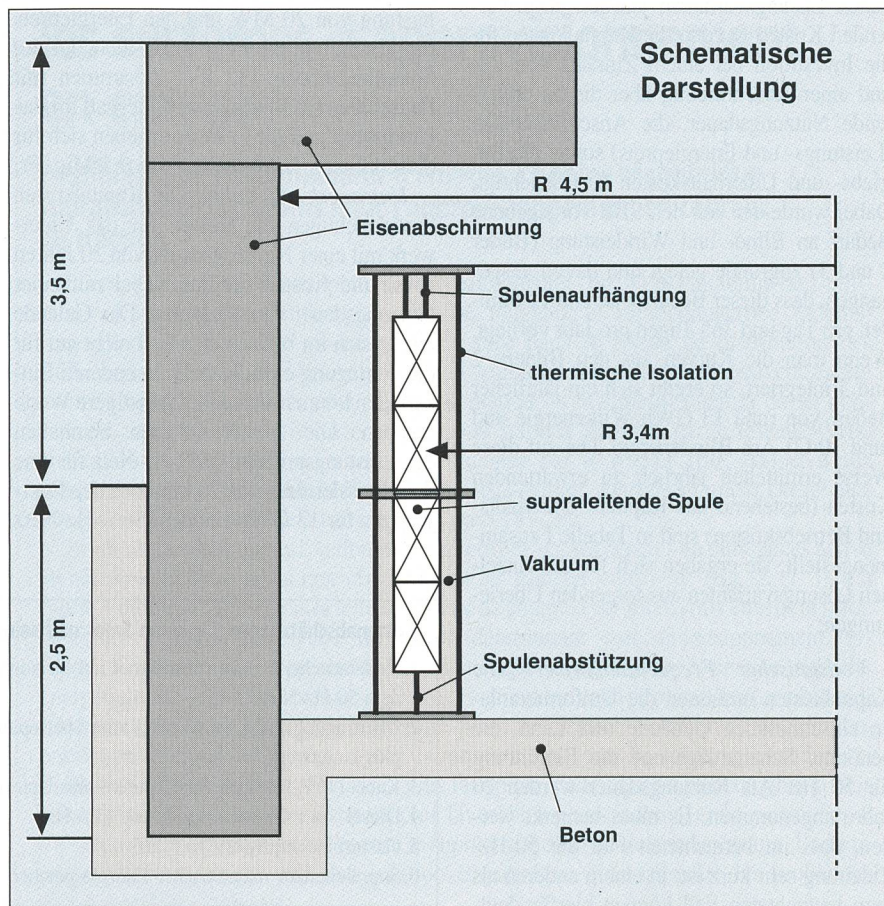 Schematische
Darstellung
R 4,5 m
Eisenabschirmung
3,5 m
Spulenaufhängung
thermische Isolation
R 3,4m
supraleitende Spule
Vakuum
2,5 m
Spulenabstützung
Beton